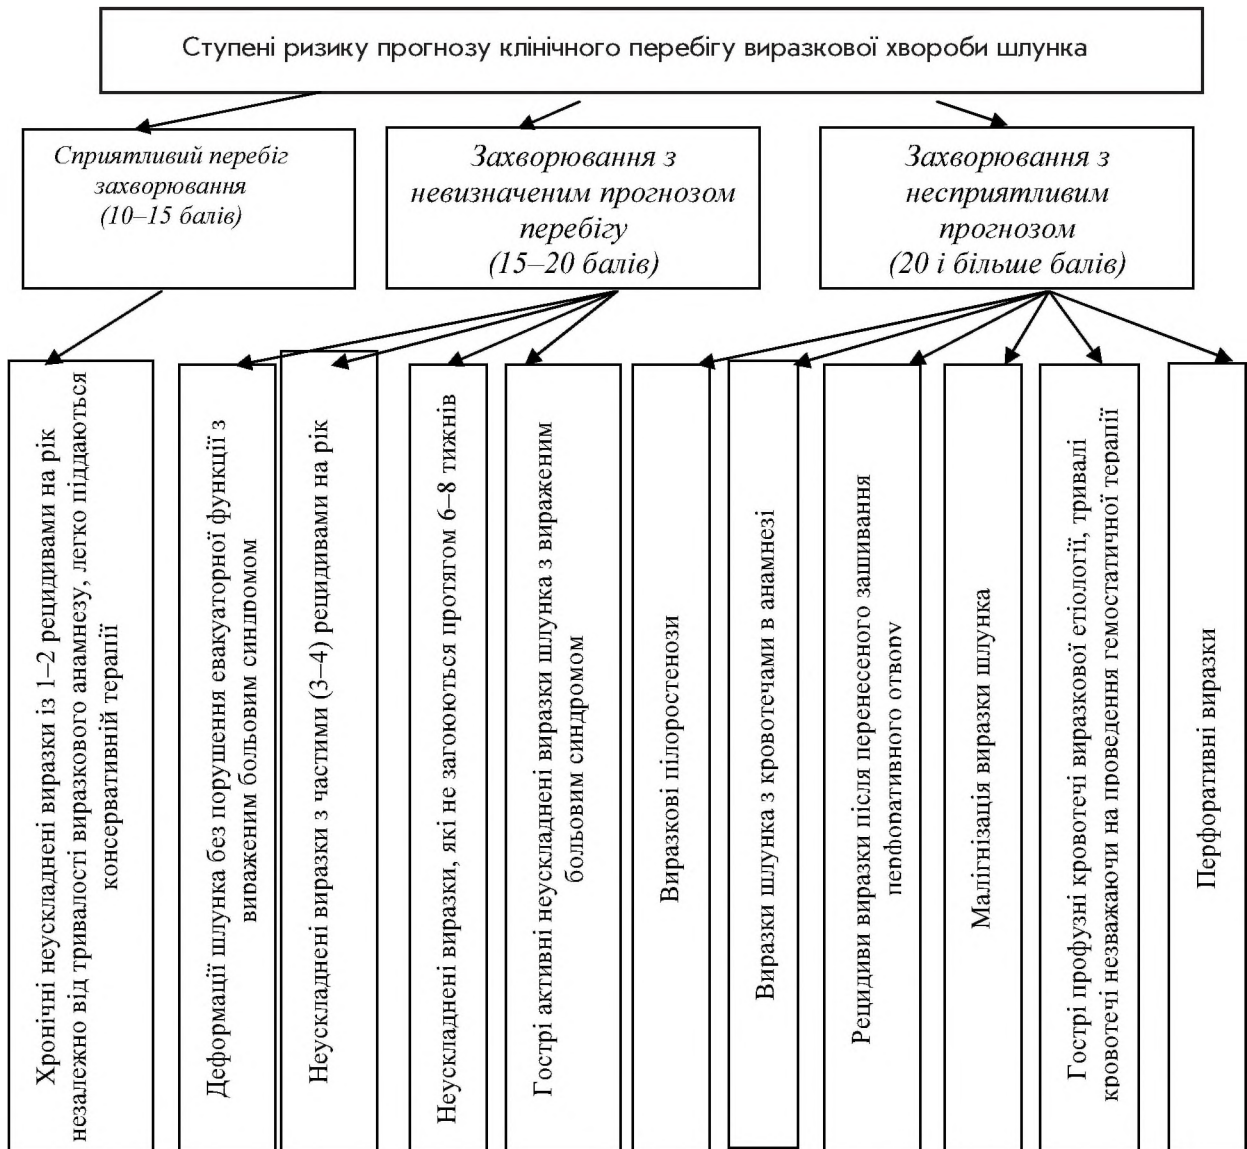 Ступені ризику прогнозу клінічного перебігу виразкової хвороби шлунка
Сприятливий перебіг
захворювання
(10–15 балів)
Захворювання з
невизначеним прогнозом
перебігу
(15–20 балів)
Захворювання з
несприятливим
прогнозом
(20 і більше балів)
Хронічні неускладнені виразки із 1–2 рецидивами на рік
незалежно від тривалості виразкового анамнезу, легко піддаються
консервативній терапії
Деформації шлунка без порушення евакуаторної функції з
вираженим больовим синдромом
Неускладнені виразки з частими (3–4) рецидивами на рік
Неускладнені виразки, які не загоюються протягом 6–8 тижнів
Гострі активні неускладнені виразки шлунка з вираженим
больовим синдромом
Виразкові пілоростенози
Виразки шлунка з кровотечами в анамнезі
Рецидиви виразки після перенесеного зашивання
перфоративного отвору
Малігнізація виразки шлунка
Гострі профузні кровотечі виразкової етіології, тривалі
кровотечі незважаючи на проведення гемостатичної терапії
Перфоративні виразки